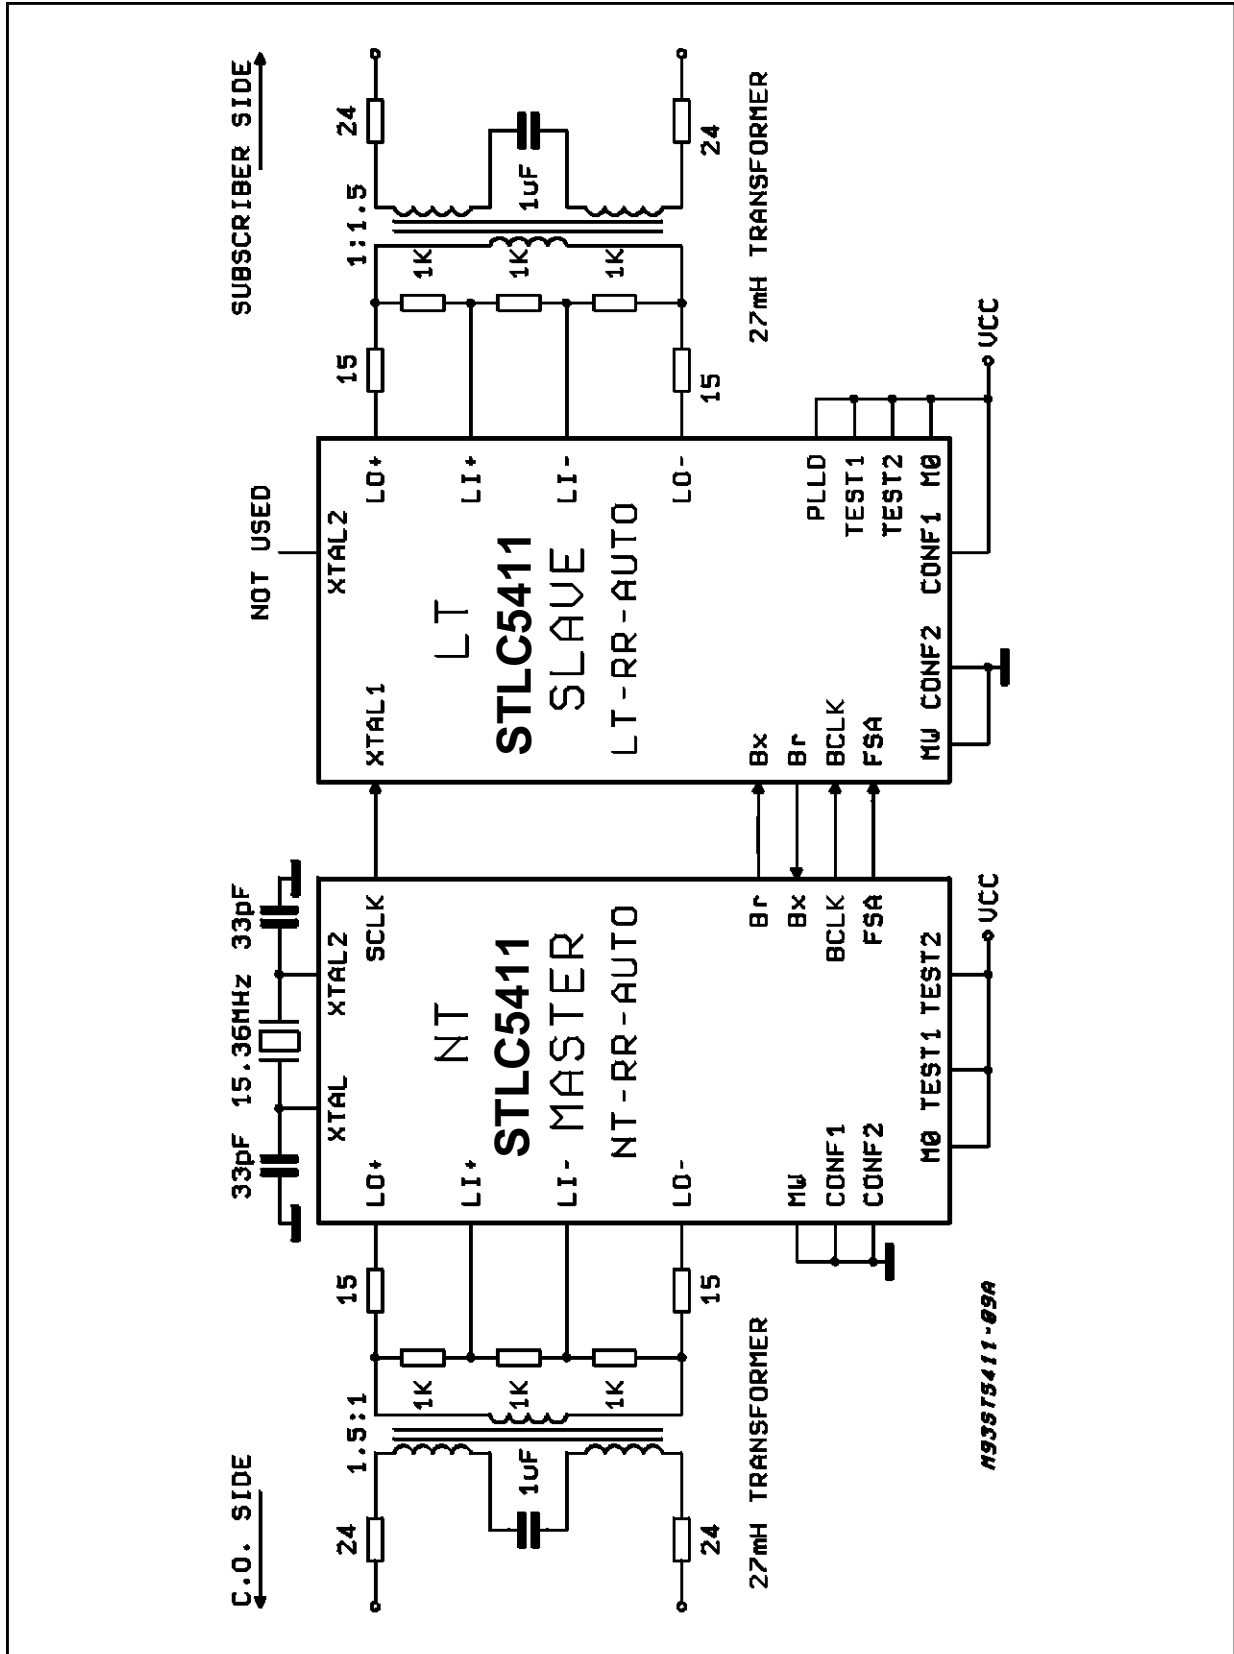 C.O. SIDE
SUBSCRIBER SIDE
33pF 15.36MHz 33pF
NOT USED
24
1.5:1
15
LO+
XTAL
XTAL2
SCLK
XTAL1
XTAL2
LO+
15
1:1.5
24
1K
LI+
NT
LT
LI+
1K
1uF
1K
LI-
STLC5411
STLC5411
LI-
1K
1uF
MASTER
SLAVE
1K
NT-RR-AUTO
LT-RR-AUTO
1K
24
15
LO-
LO-
15
24
27mH TRANSFORMER
27mH TRANSFORMER
MW
CONF1
CONF2
Br
Bx
BCLK
FSA
Bx
Br
BCLK
FSA
PLLD
TEST1
TEST2
M0
M0 TEST1 TEST2
MW CONF2 CONF1
VCC
VCC
M93ST5411-09A